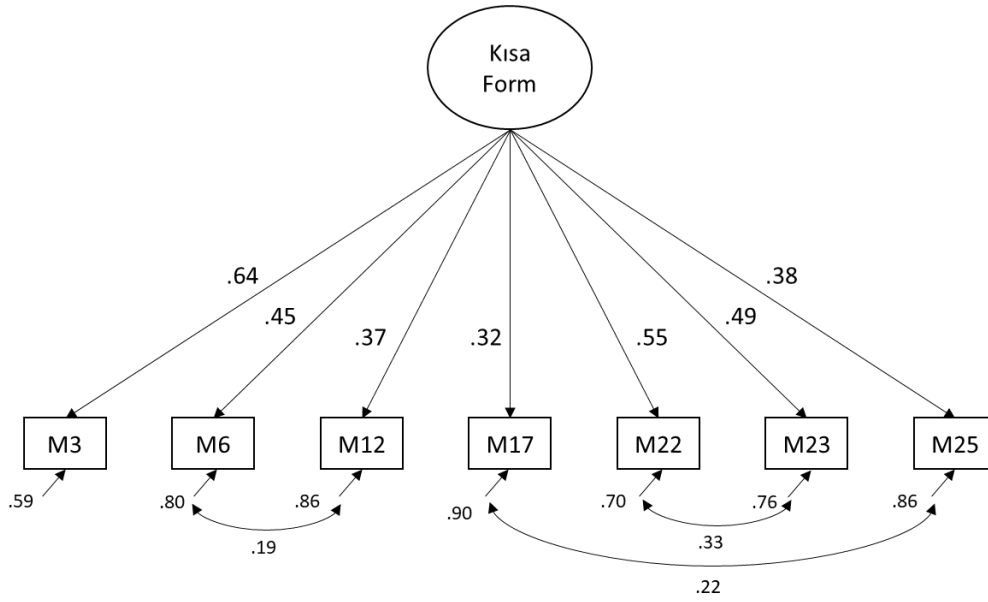 Kısa
Form
.64
.45
.37
.32
.55
.49
.38
M3
M6
M12
M17
M22
M23
M25
.59
.80
.86
.90
.70
.76
.86
.19
.33
.22